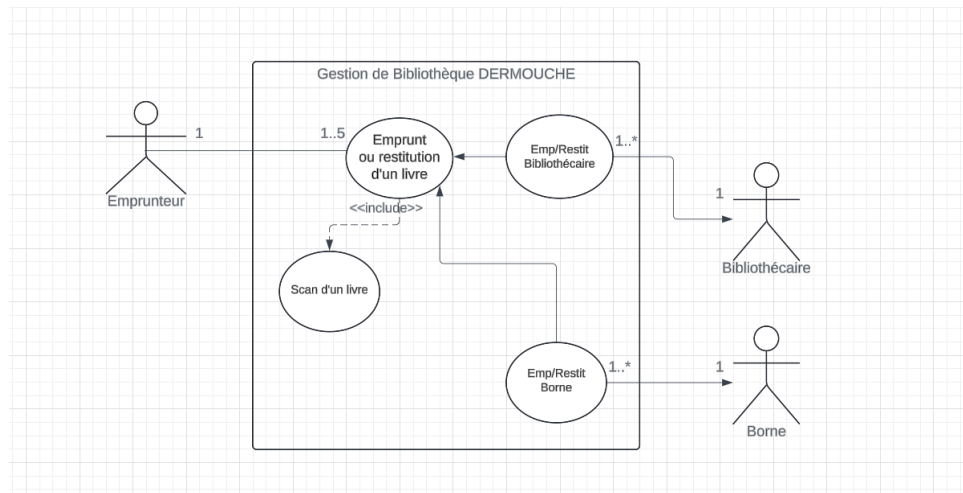 Gestion de Bibliothèque DERMOUCHE
1
1..5
Emprunt
ou restitution
d'un livre
Emp/Restit
Bibliothécaire
1..*
Emprunteur
<<include>>
1
Bibliothécaire
Scan d'un livre
Emp/Restit
Borne
1..*
1
Borne